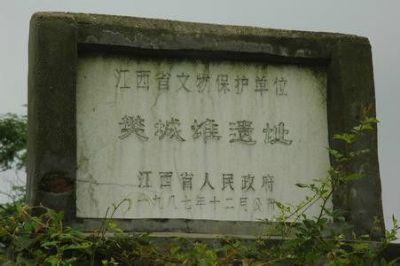 江西省文物保护单位
樊城堆遗址
江西省人民政府
一九八七年十二月公布